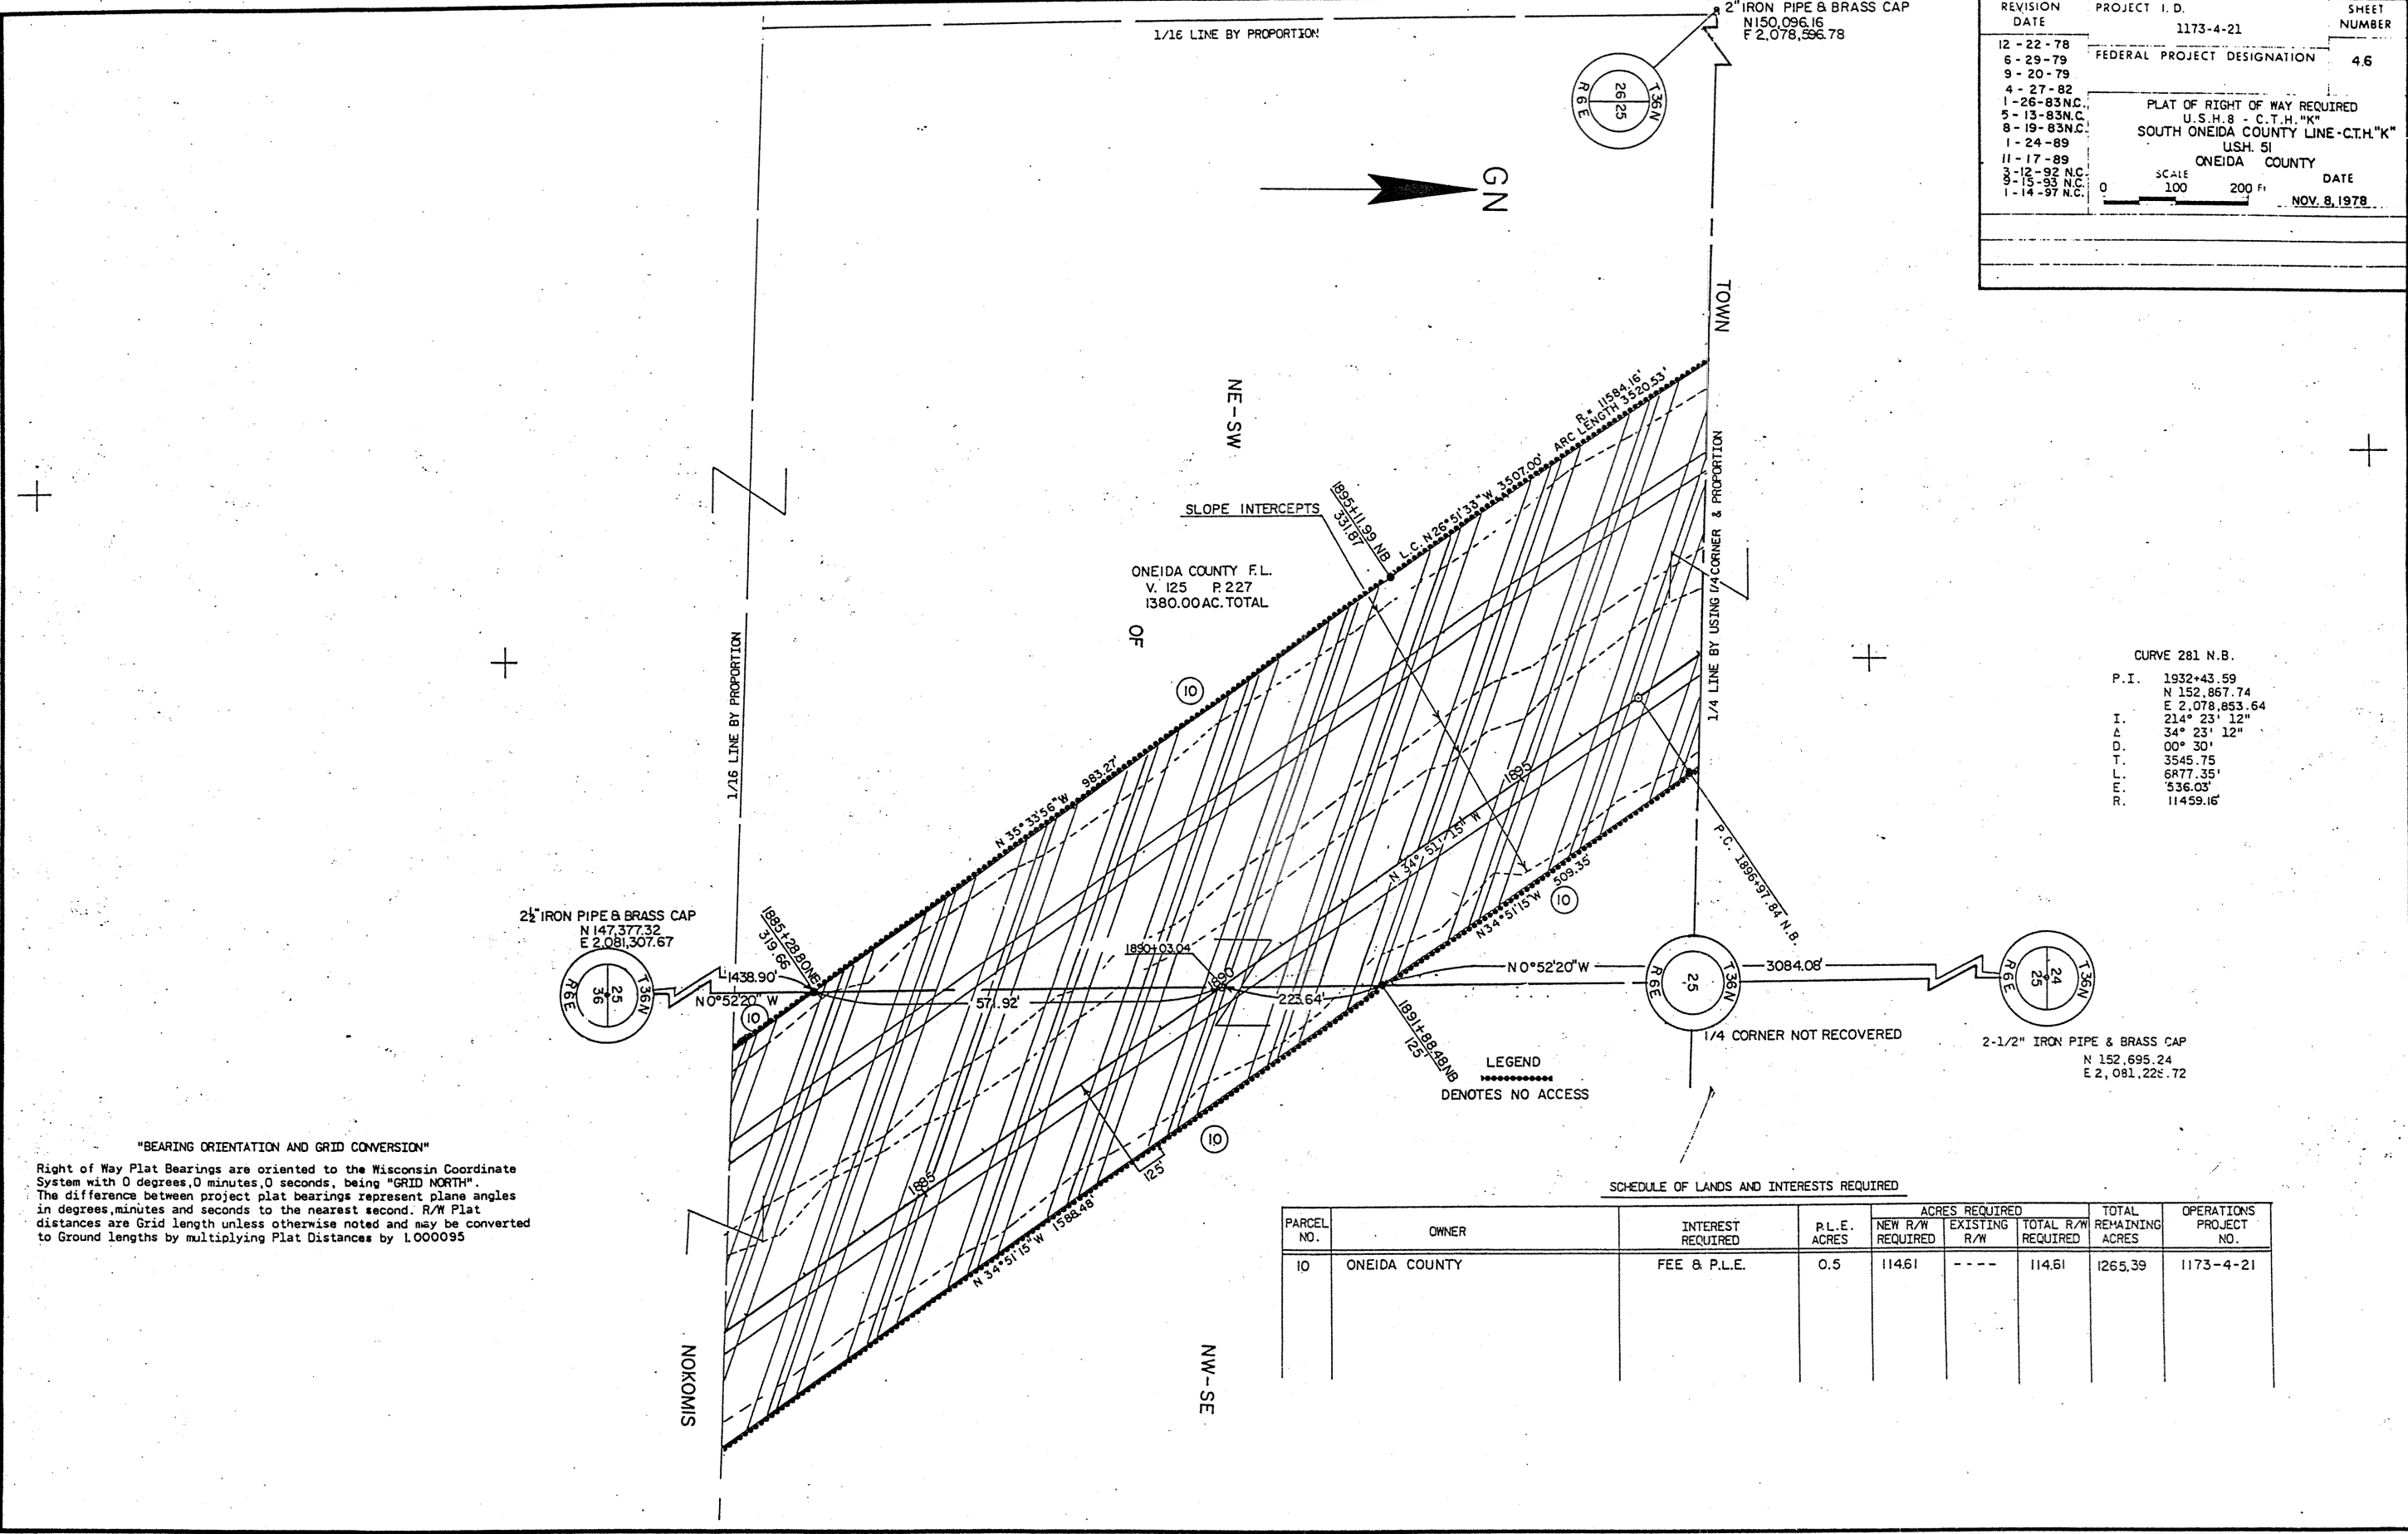 2" IRON PIPE & BRASS CAP
N 150,096.16
E 2,078,596.78
1/16 LINE BY PROPORTION
T36N
26 25
R6E
GN
REVISION DATE
12-22-78
6-29-79
9-20-79
4-27-82
1-26-83 N.C.
5-13-83 N.C.
8-19-83 N.C.
1-24-89
11-17-89
3-12-92 N.C.
9-15-93 N.C.
1-14-97 N.C.
PROJECT I. D.
1173-4-21
SHEET NUMBER
4.6
FEDERAL PROJECT DESIGNATION
PLAT OF RIGHT OF WAY REQUIRED
U.S.H. 8 - C.T.H. "K"
SOUTH ONEIDA COUNTY LINE - C.T.H. "K"
U.S.H. 51
ONEIDA COUNTY
SCALE
0 100 200 Ft
DATE
NOV. 8, 1978
TOWN
NE-SW
R.= 11584.16'
ARC LENGTH 3520.53'
L.C. N 26°51'33" W 3507.00'
1895+11.99 NB
331.87
SLOPE INTERCEPTS
ONEIDA COUNTY F.L.
V. 125 P. 227
1380.00 AC. TOTAL
OF
1/4 LINE BY USING 1/4 CORNER & PROPORTION
1/16 LINE BY PROPORTION
10
N 35°33'56" W 983.27'
1895
N 34° 51' 15" W
N 34°51'15" W 509.35'
10
P.C. 1896+97.84 N.B.
CURVE 281 N.B.
P.I. 1932+43.59
N 152,867.74
E 2,078,853.64
I. 214° 23' 12"
Δ 34° 23' 12"
D. 00° 30'
T. 3545.75
L. 6877.35'
E. 536.03'
R. 11459.16'
2½" IRON PIPE & BRASS CAP
N 147,377.32
E 2,081,307.67
T36N
25
36
R6E
1438.90'
N 0°52'20" W
10
1885+28.80 NB
319.66
571.92'
1890+03.04
1890
223.64'
1891+88.48 NB
125'
N 0°52'20" W
T36N
25
R6E
1/4 CORNER NOT RECOVERED
3084.08'
T36N
24
25
R6E
2-1/2" IRON PIPE & BRASS CAP
N 152,695.24
LEGEND
DENOTES NO ACCESS
10
125'
1885
N 34°51'15" W 1588.48'
NOKOMIS
NW-SE
"BEARING ORIENTATION AND GRID CONVERSION"
Right of Way Plat Bearings are oriented to the Wisconsin Coordinate
System with 0 degrees,0 minutes,0 seconds, being "GRID NORTH".
The difference between project plat bearings represent plane angles
in degrees,minutes and seconds to the nearest second. R/W Plat
distances are Grid length unless otherwise noted and may be converted
to Ground lengths by multiplying Plat Distances by 1.000095
SCHEDULE OF LANDS AND INTERESTS REQUIRED
PARCEL NO. OWNER INTEREST REQUIRED P.L.E. ACRES ACRES REQUIRED NEW R/W REQUIRED EXISTING R/W TOTAL R/W REQUIRED TOTAL REMAINING ACRES OPERATIONS PROJECT NO.
10 ONEIDA COUNTY FEE & P.L.E. 0.5 114.61 ---- 114.61 1265.39 1173-4-21